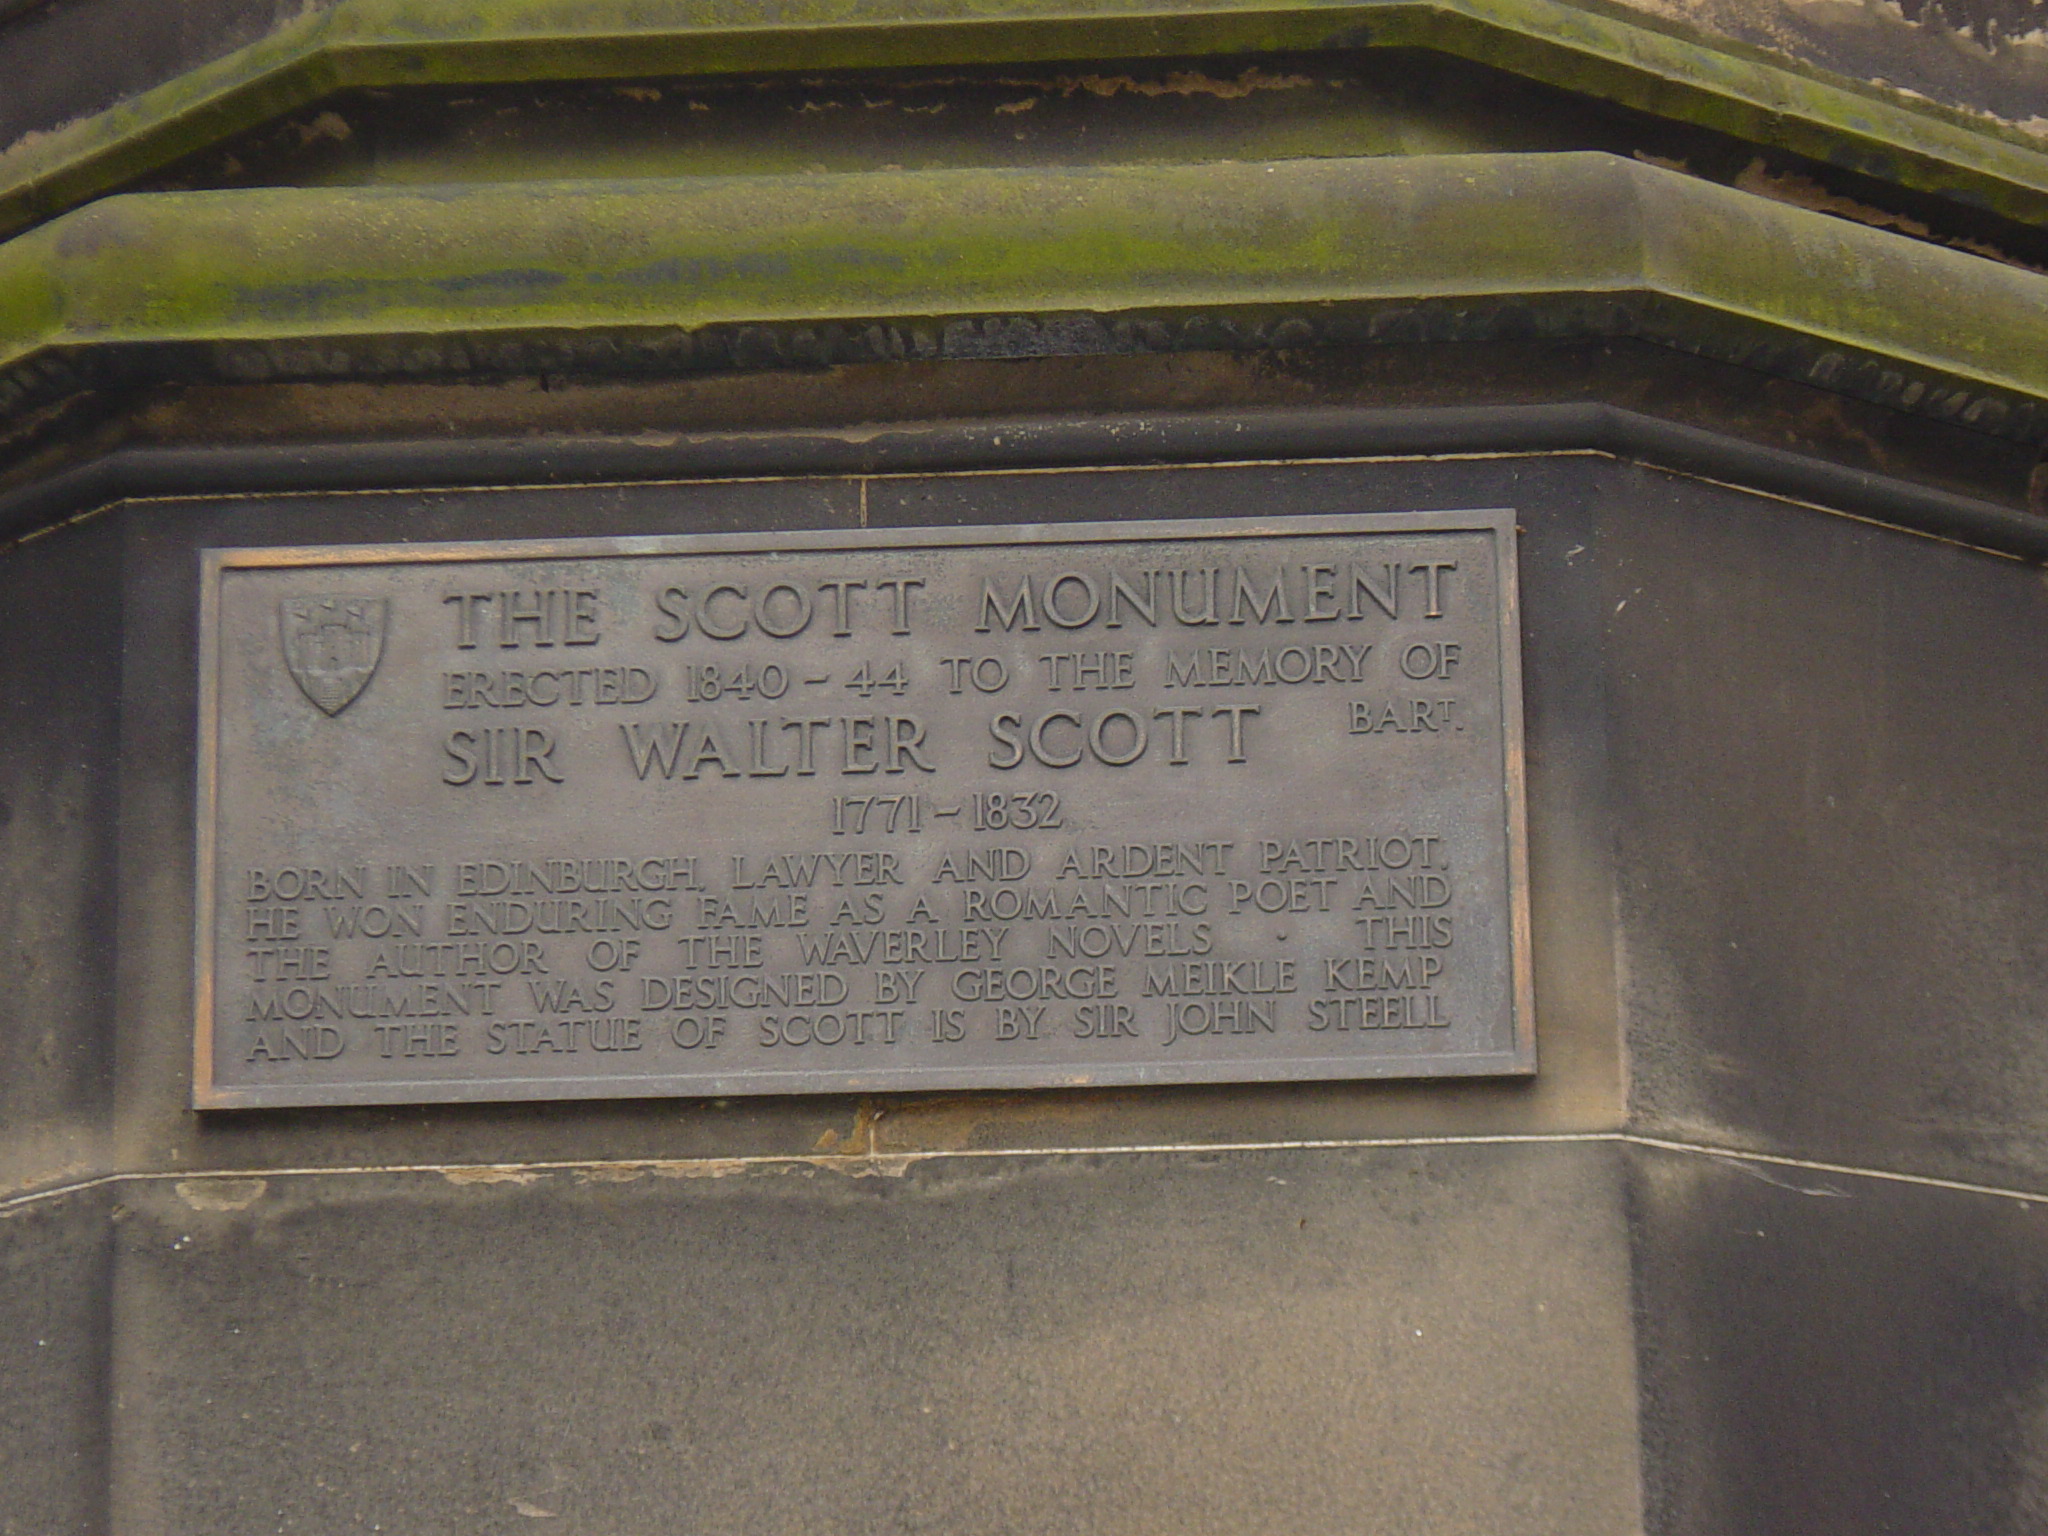 THE SCOTT MONUMENT
ERECTED 1840 - 44 TO THE MEMORY OF
SIR WALTER SCOTT BART.
1771 - 1832
BORN IN EDINBURGH, LAWYER AND ARDENT PATRIOT,
HE WON ENDURING FAME AS A ROMANTIC POET AND
THE AUTHOR OF THE WAVERLEY NOVELS · THIS
MONUMENT WAS DESIGNED BY GEORGE MEIKLE KEMP
AND THE STATUE OF SCOTT IS BY SIR JOHN STEELL